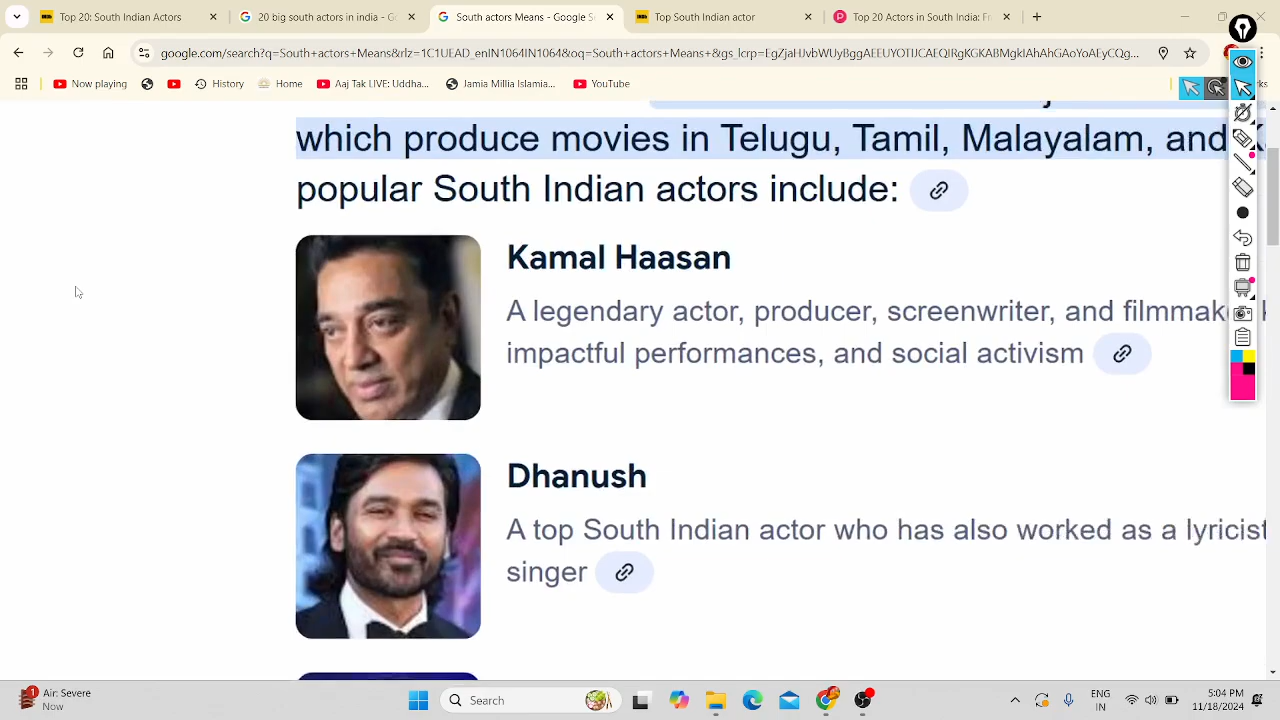 Top 20: South Indian Actors
20 big stars actors in india - G
South actors Means - Google S
Top South Indian Actors
Top 20 Actors in South India: Fr
google.com/search?q=South+actors+Means&rlz=1C1UEAD_enIN1064IN1064&oq=South+actors+Means+&gs_lcrp=
Now playing
History
Home
Aaj Tak LIVE: Uddha...
Jamia Millia Islamia...
YouTube
which produce movies in Telugu, Tamil, Malayalam, and
popular South Indian actors include:
Kamal Haasan
A legendary actor, producer, screenwriter, and filmmak
impactful performances, and social activism
Dhanush
A top South Indian actor who has also worked as a lyricist
singer
1
Air: Severe
Now
Search
ENG
IN
5:04 PM
11/18/2024